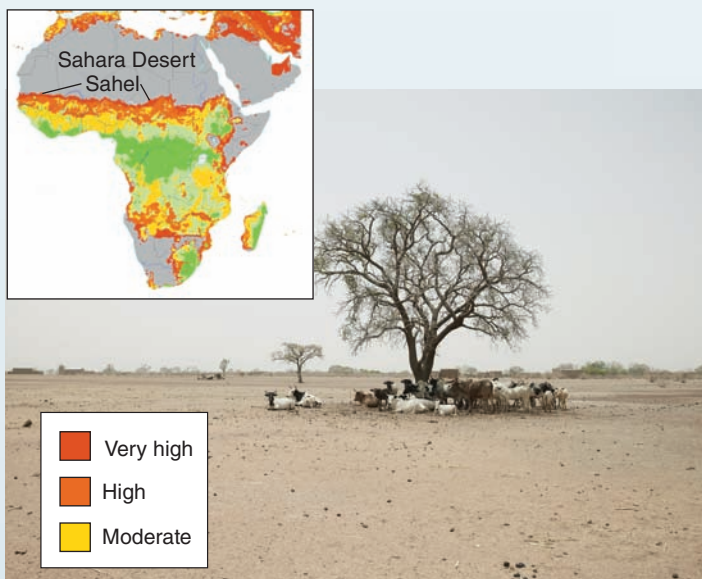 Sahara Desert
Sahel
Very high
High
Moderate